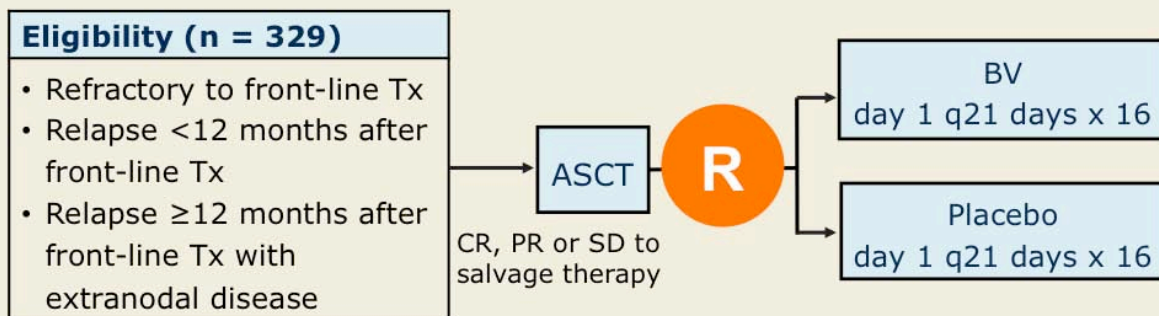 Eligibility (n = 329)
• Refractory to front-line Tx
• Relapse <12 months after
front-line Tx
• Relapse ≥12 months after
front-line Tx with
extranodal disease
ASCT
CR, PR or SD to
salvage therapy
R
BV
day 1 q21 days x 16
Placebo
day 1 q21 days x 16